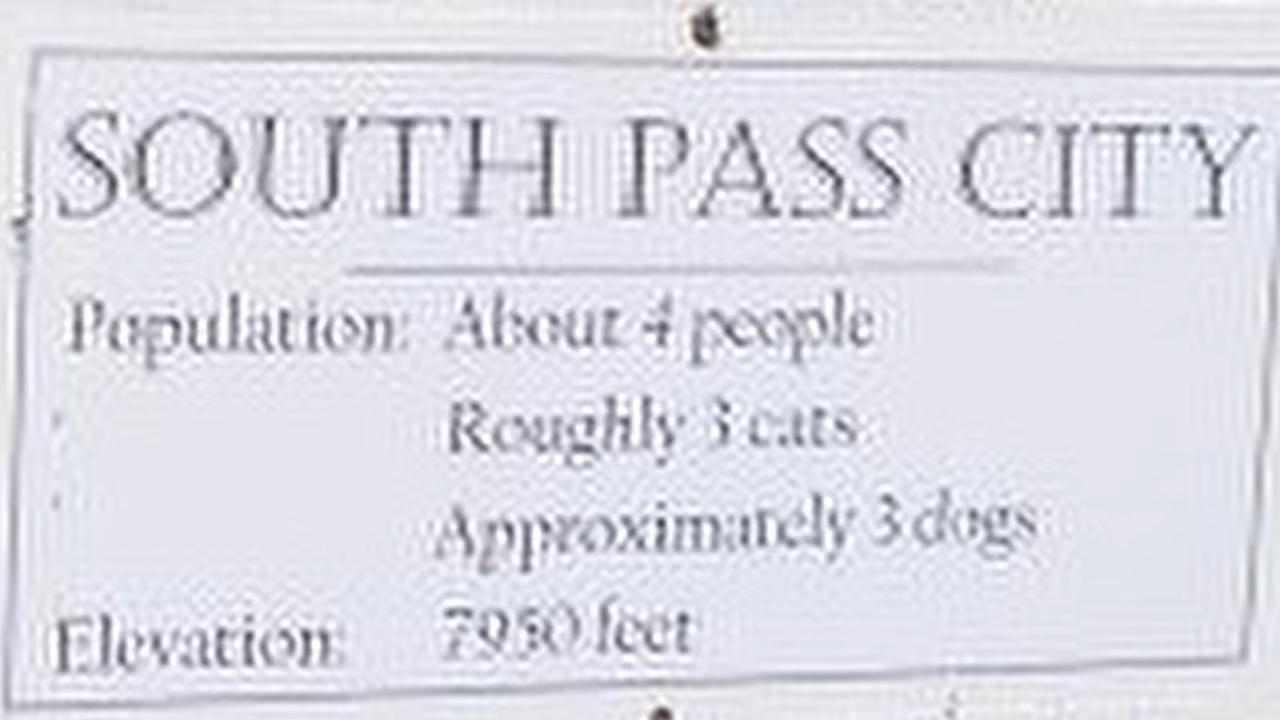 SOUTH PASS CITY
Population: About 4 people
Roughly 3 cats
Approximately 3 dogs
Elevation: 7950 feet